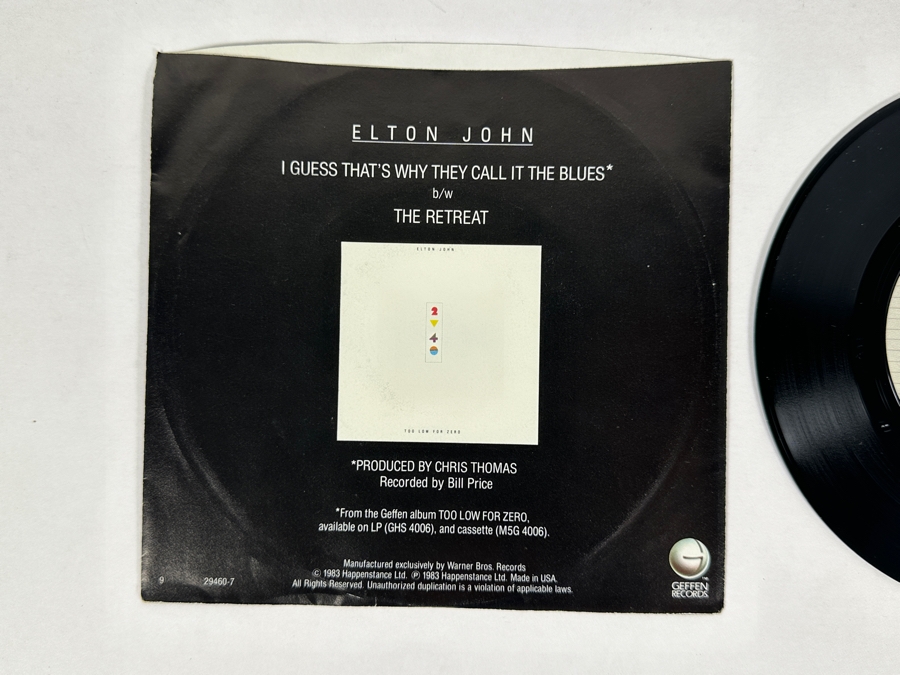 ELTON JOHN
I GUESS THAT'S WHY THEY CALL IT THE BLUES*
b/w
THE RETREAT
ELTON JOHN
2
4
TOO LOW FOR ZERO
*PRODUCED BY CHRIS THOMAS
Recorded by Bill Price
*From the Geffen album TOO LOW FOR ZERO,
available on LP (GHS 4006), and cassette (M5G 4006).
Manufactured exclusively by Warner Bros. Records
© 1983 Happenstance Ltd. ℗ 1983 Happenstance Ltd. Made in USA.
All Rights Reserved. Unauthorized duplication is a violation of applicable laws.
9 29460-7
G
TM
GEFFEN
RECORDS